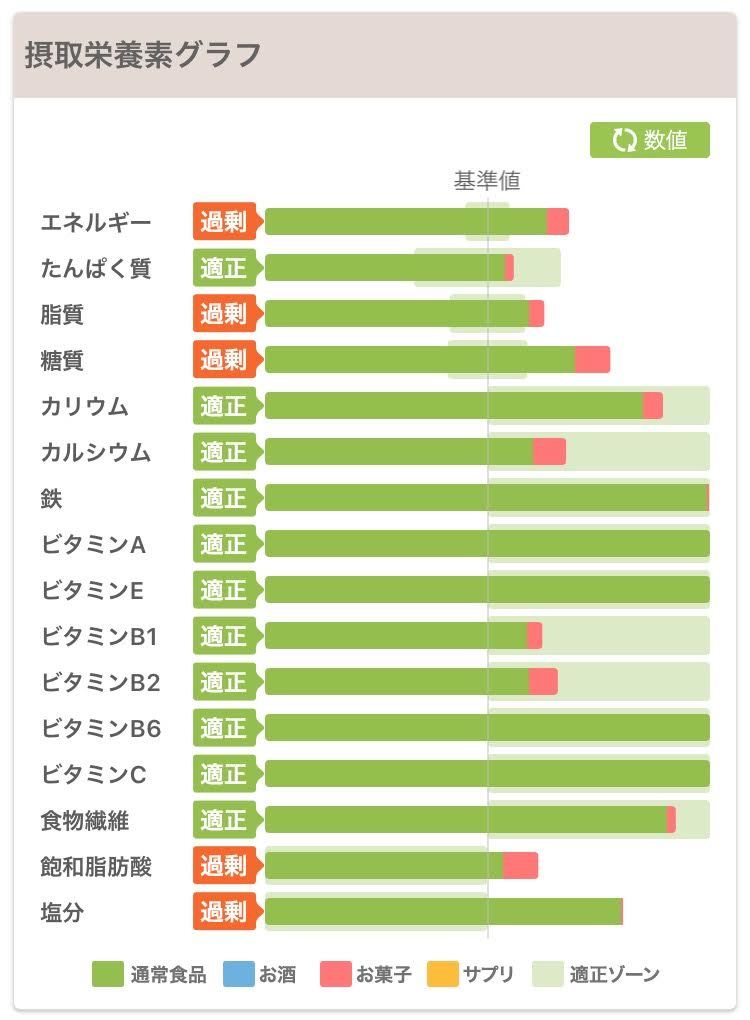 摂取栄養素グラフ
数値
基準値
エネルギー 過剰
たんぱく質 適正
脂質 過剰
糖質 過剰
カリウム 適正
カルシウム 適正
鉄 適正
ビタミンA 適正
ビタミンE 適正
ビタミンB1 適正
ビタミンB2 適正
ビタミンB6 適正
ビタミンC 適正
食物繊維 適正
飽和脂肪酸 過剰
塩分 過剰
通常食品 お酒 お菓子 サプリ 適正ゾーン